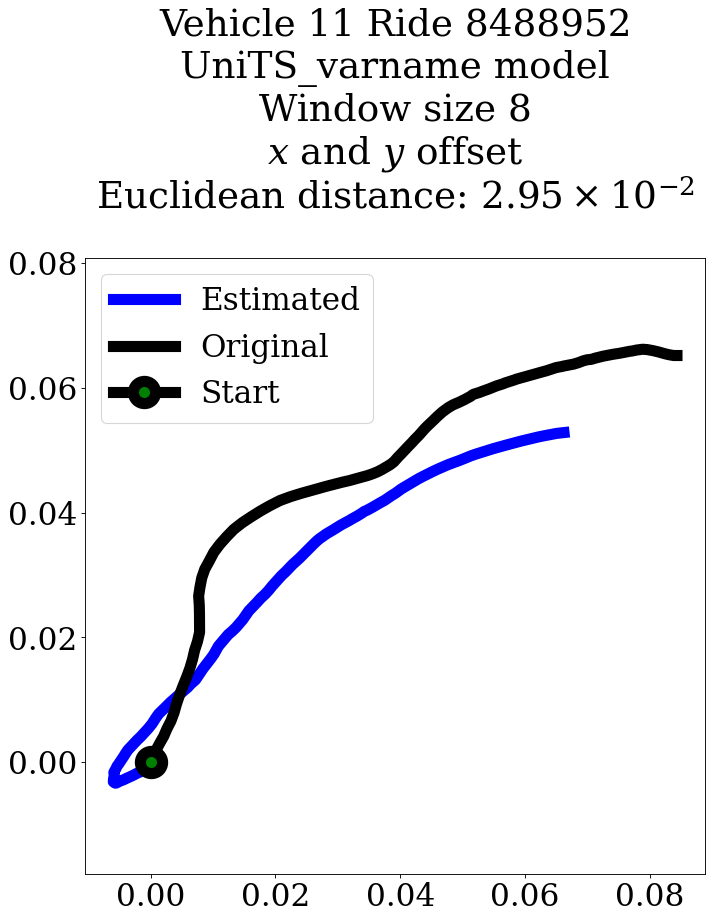 Vehicle 11 Ride 8488952
UniTS_varname model
Window size 8
x and y offset
Euclidean distance: 2.95 × 10⁻²
0.08
0.06
0.04
0.02
0.00
Estimated
Original
Start
0.00 0.02 0.04 0.06 0.08